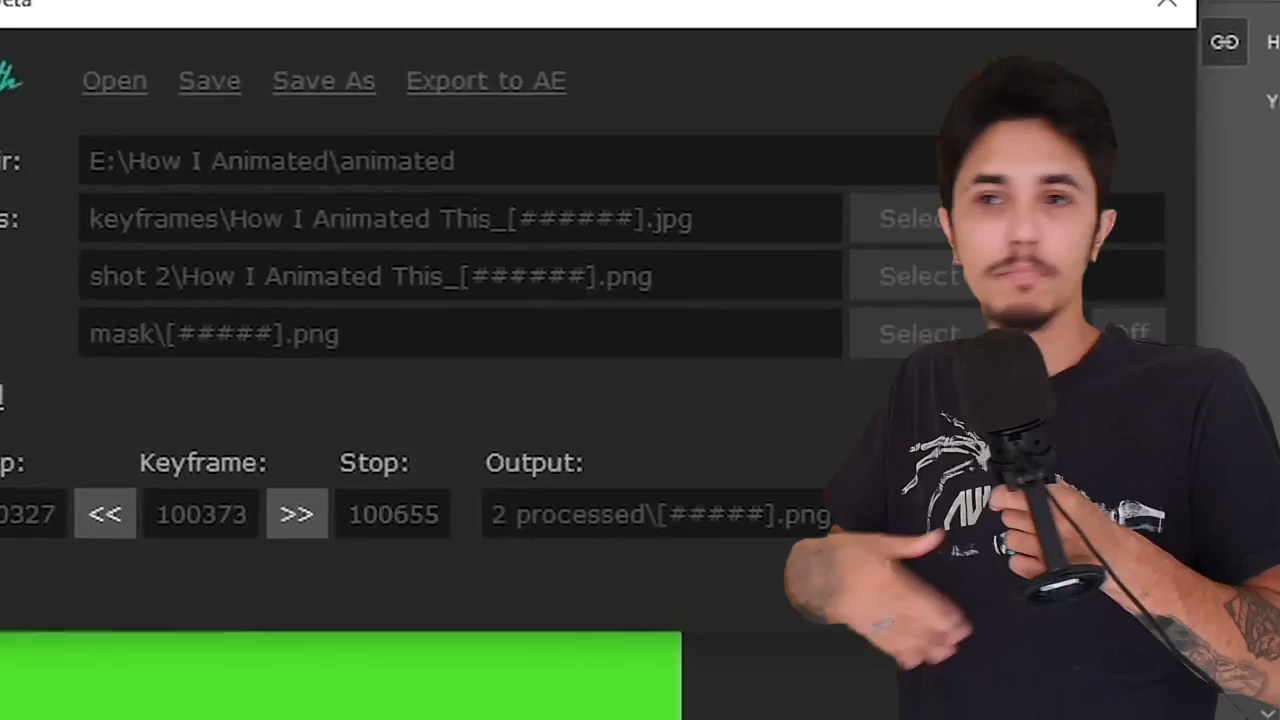 Open Save Save As Export to AE
E:\How I Animated\animated
keyframes\How I Animated This_[######].jpg
shot 2\How I Animated This_[######].png Select
mask\[#####].png Select
Keyframe: Stop: Output:
<< 100373 >> 100655 2 processed\[#####].png